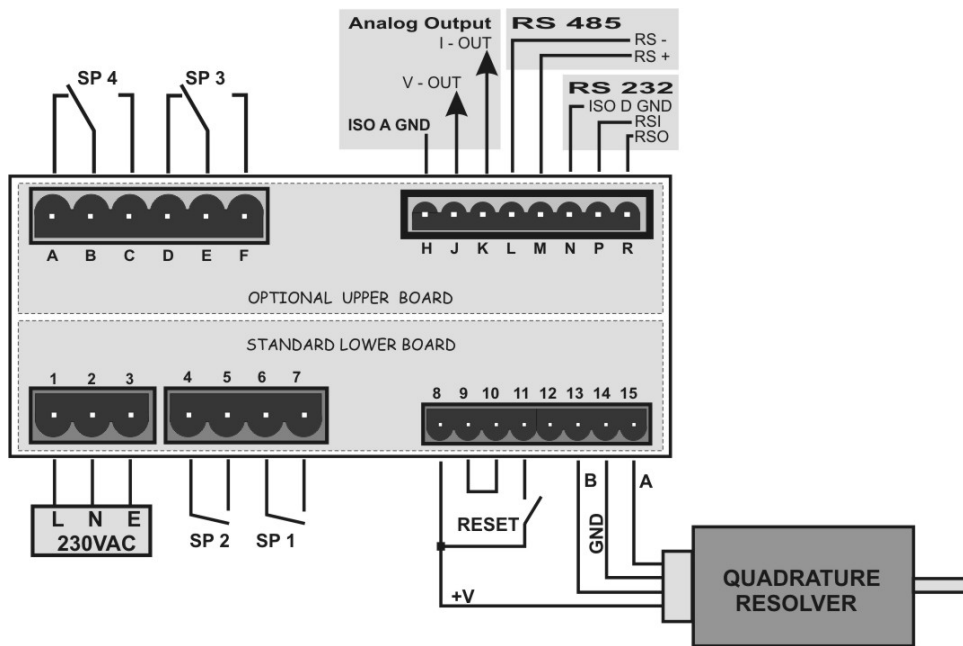 Analog Output
RS 485
I - OUT
RS -
RS +
SP 4
SP 3
V - OUT
RS 232
ISO D GND
ISO A GND
RSI
RSO
A B C D E F
H J K L M N P R
OPTIONAL UPPER BOARD
STANDARD LOWER BOARD
1 2 3
4 5 6 7
8 9 10 11 12 13 14 15
B
A
L N E
230VAC
SP 2
SP 1
RESET
GND
+V
QUADRATURE
RESOLVER